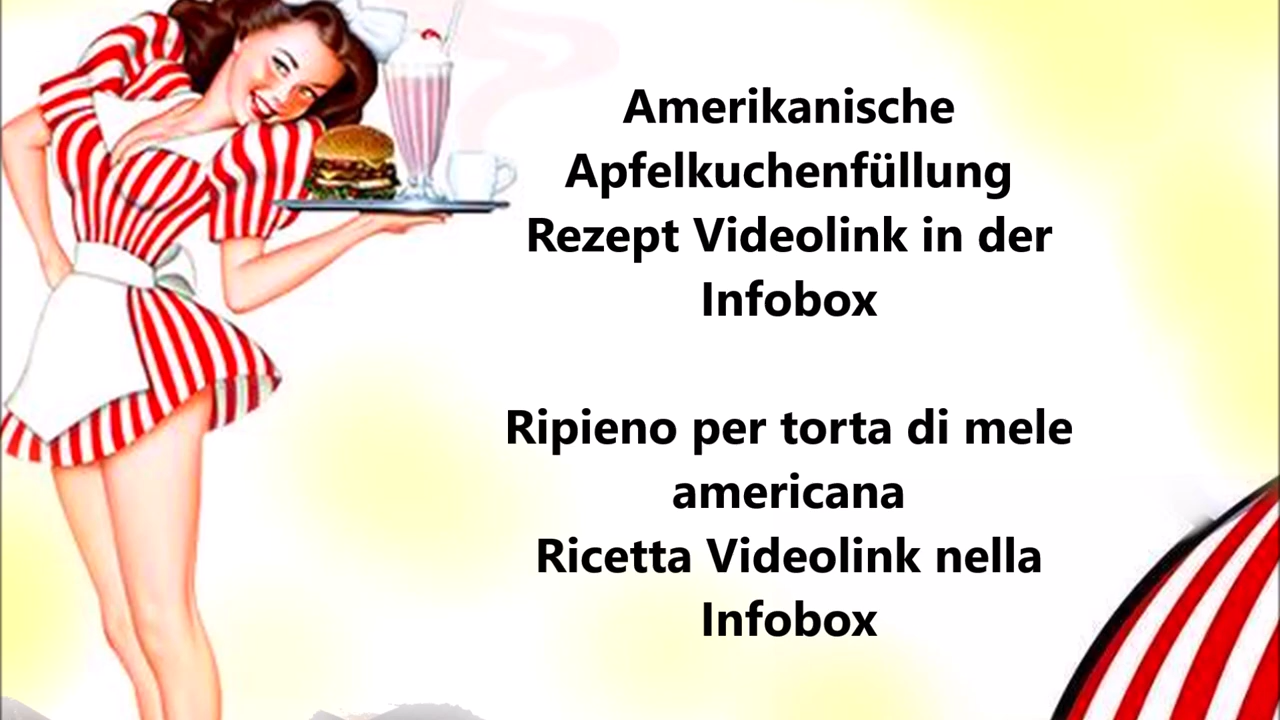 Amerikanische
Apfelkuchenfüllung
Rezept Videolink in der
Infobox
Ripieno per torta di mele
americana
Ricetta Videolink nella
Infobox